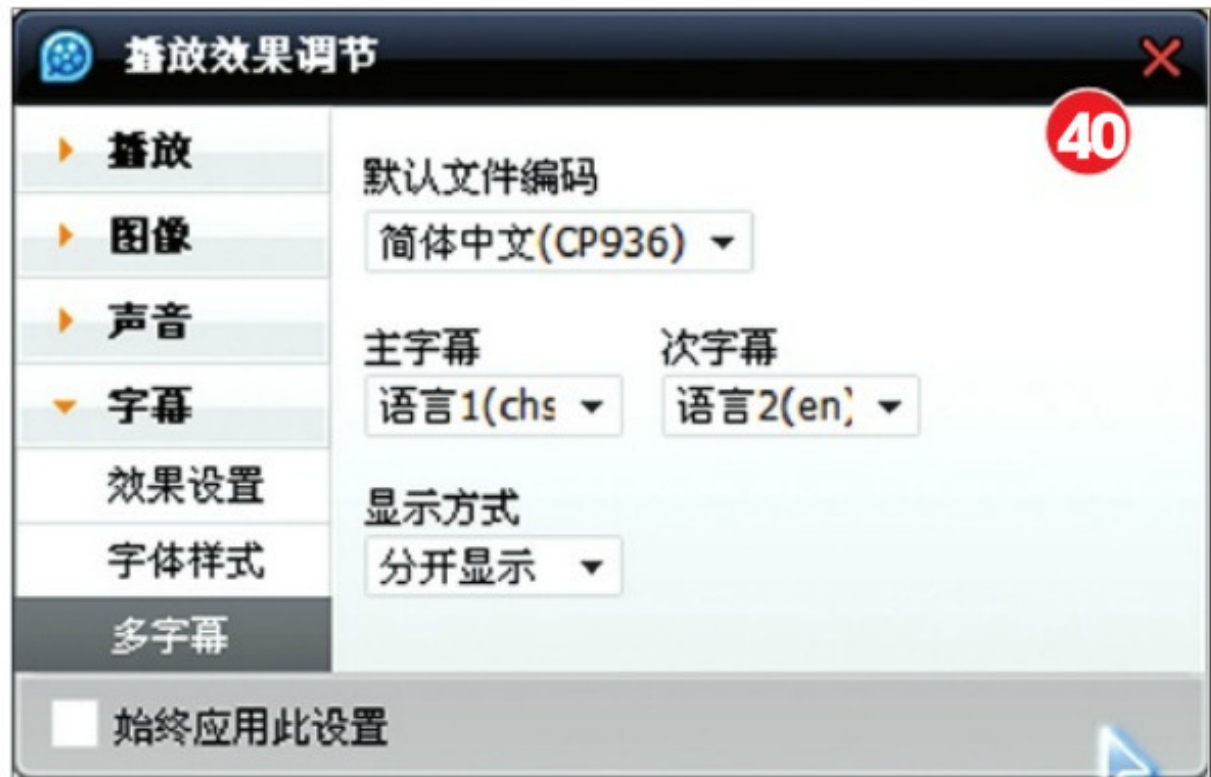 播放效果调节
40
播放
图像
声音
字幕
效果设置
字体样式
多字幕
默认文件编码
简体中文(CP936)
主字幕 次字幕
语言1(chs 语言2(en)
显示方式
分开显示
始终应用此设置